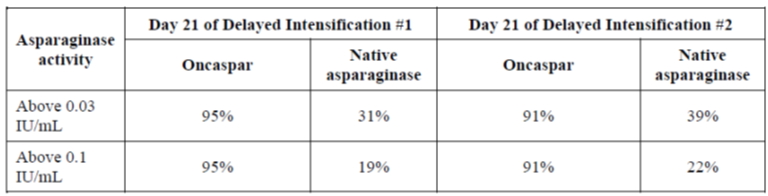 Asparaginase activity
Day 21 of Delayed Intensification #1
Day 21 of Delayed Intensification #2
Oncaspar
Native asparaginase
Oncaspar
Native asparaginase
Above 0.03 IU/mL
95%
31%
91%
39%
Above 0.1 IU/mL
95%
19%
91%
22%